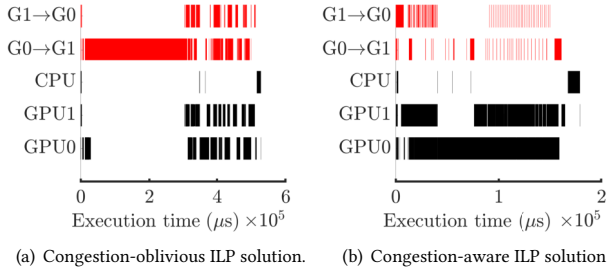 G1→G0
G0→G1
CPU
GPU1
GPU0
0 2 4 6
Execution time (μs) ×10⁵
(a) Congestion-oblivious ILP solution.
G1→G0
G0→G1
CPU
GPU1
GPU0
0 1 2
Execution time (μs) ×10⁵
(b) Congestion-aware ILP solution